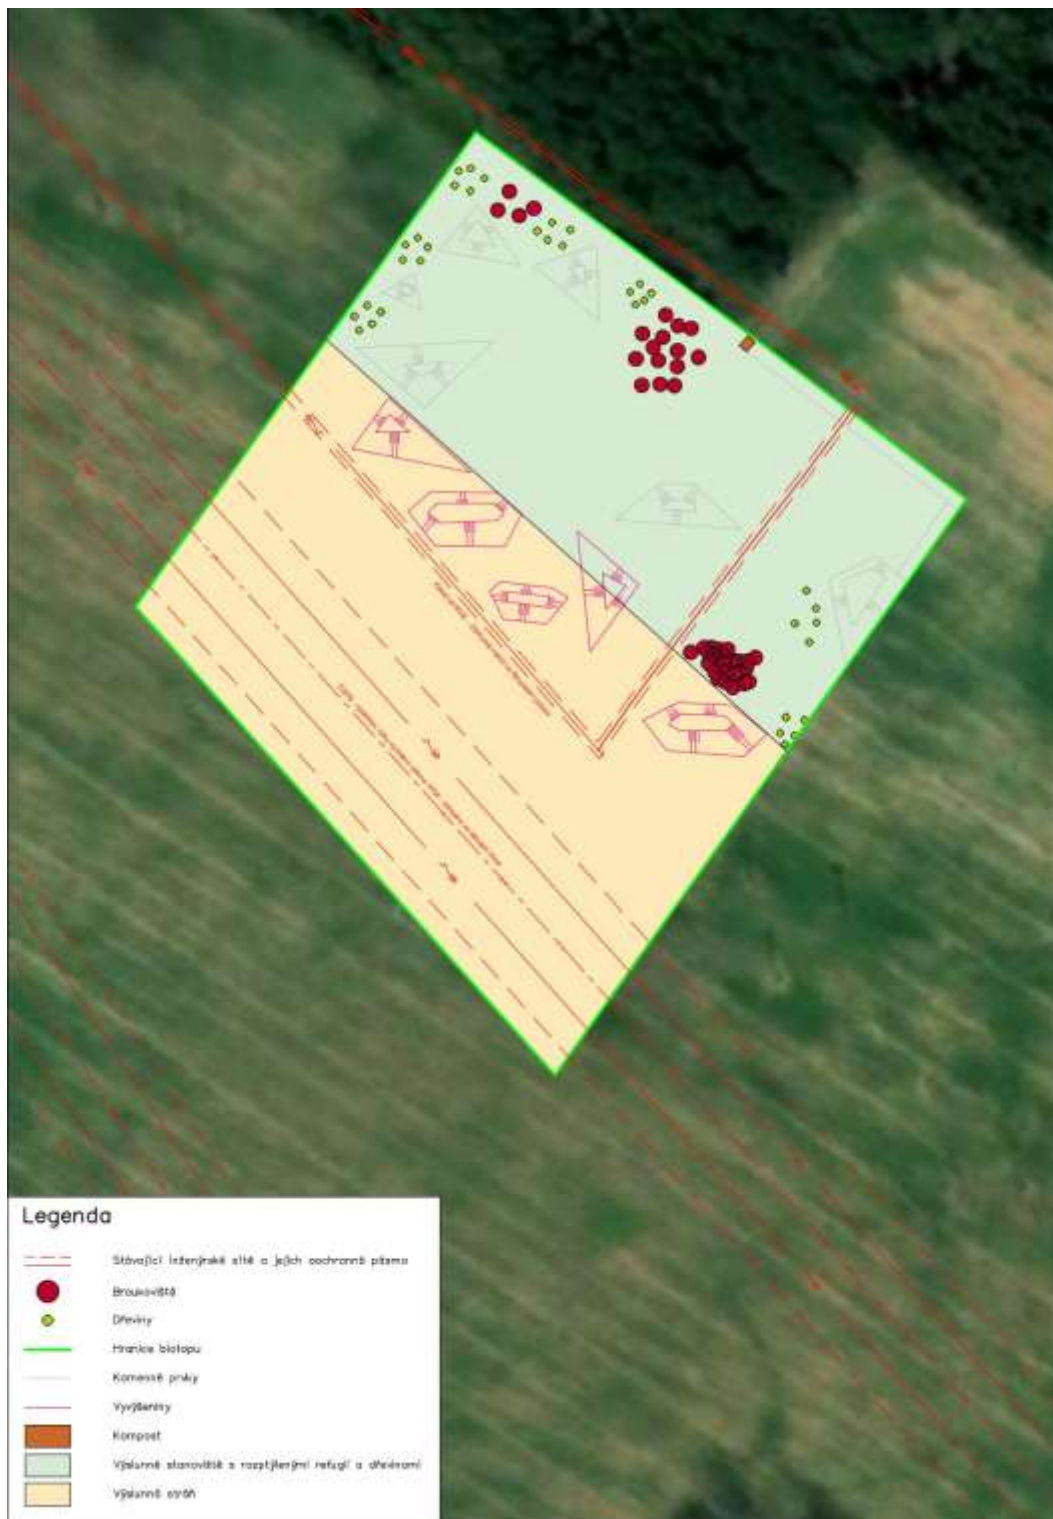 Legenda
Stávající inženýrské sítě a jejich oochranná pásma
Broukoviště
Dřeviny
Hranice biotopu
Kamenné prvky
Vyvýšeniny
Kompost
Výslunné stanoviště s rozptýlenými refugii a dřevinami
Výslunná stráň